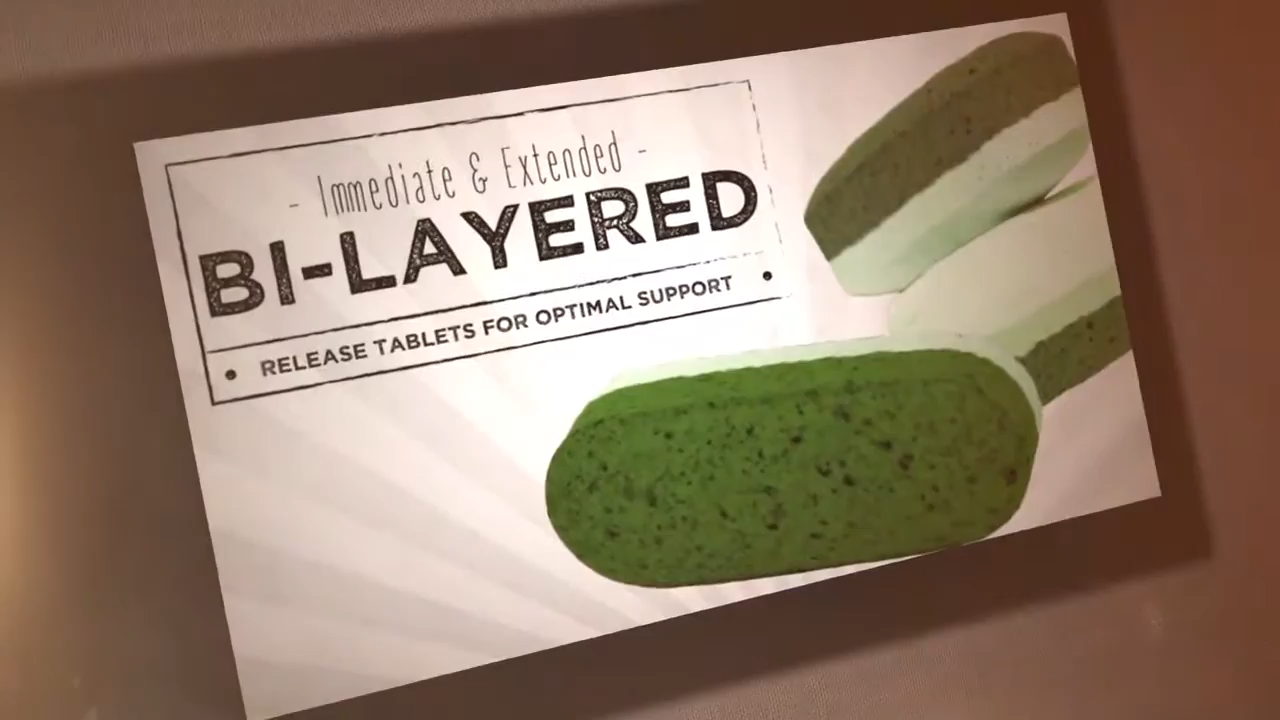 - Immediate & Extended -
BI-LAYERED
• RELEASE TABLETS FOR OPTIMAL SUPPORT •